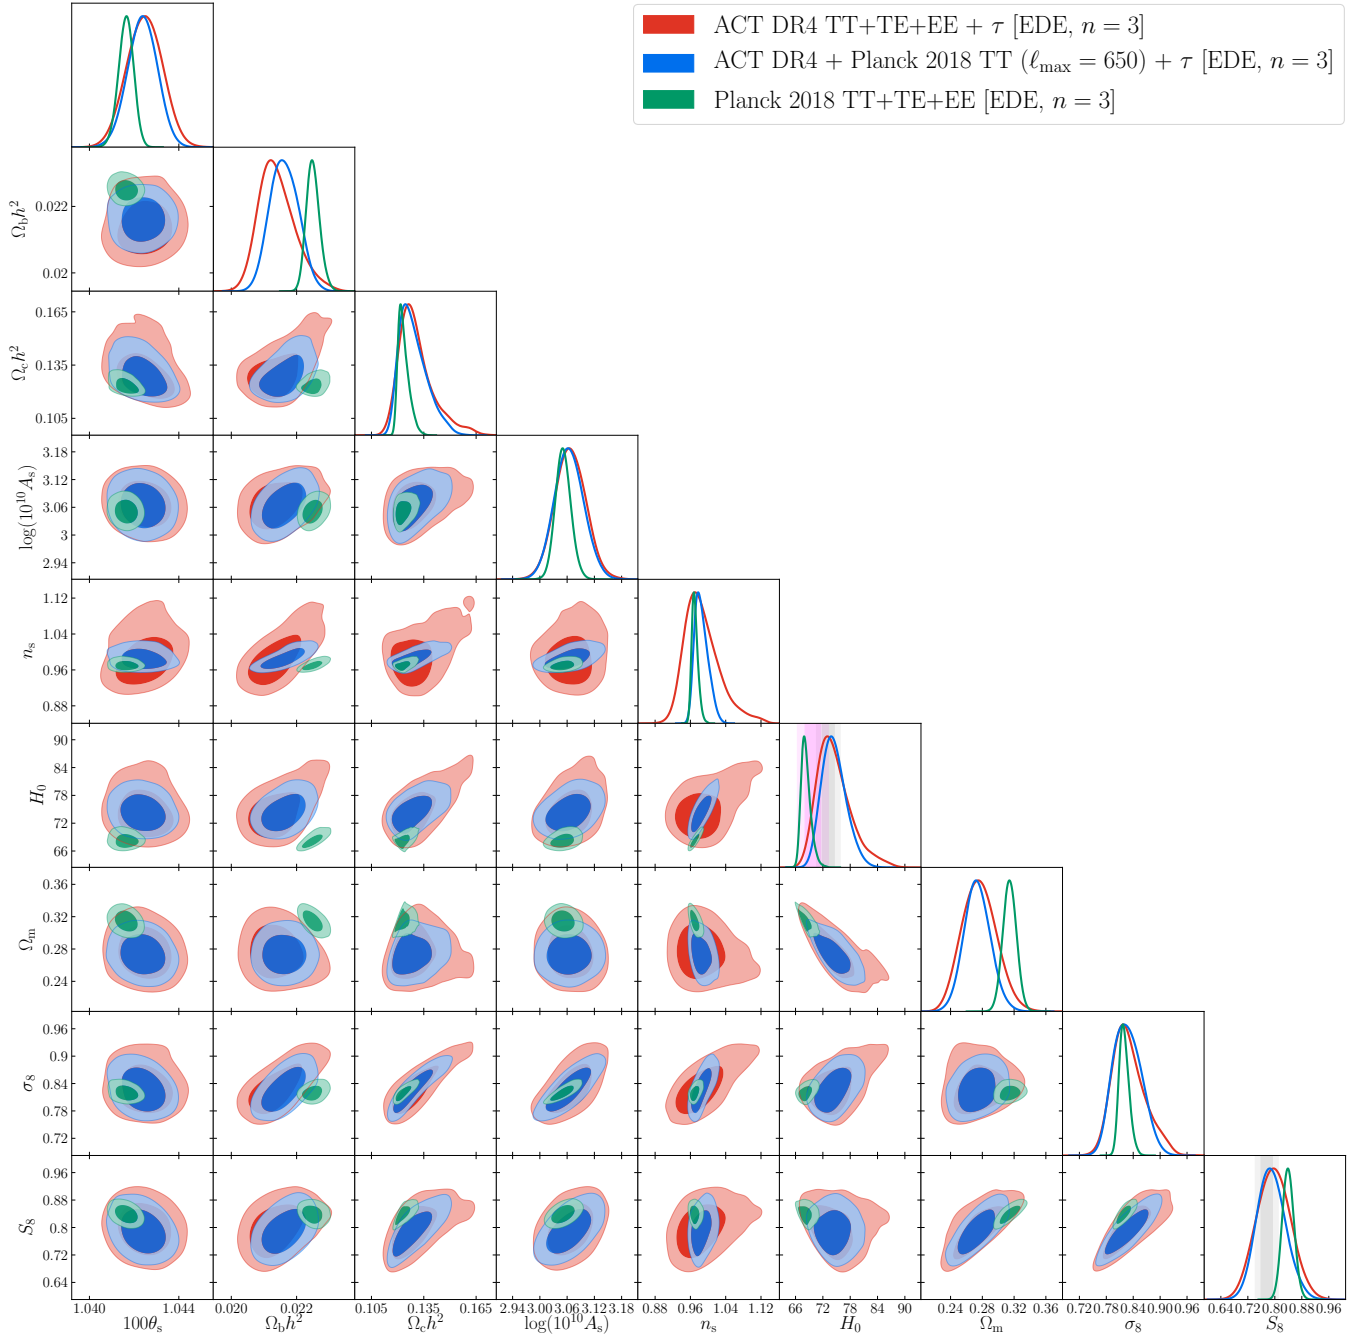 ACT DR4 TT+TE+EE + τ [EDE, n = 3]
ACT DR4 + Planck 2018 TT (ℓmax = 650) + τ [EDE, n = 3]
Planck 2018 TT+TE+EE [EDE, n = 3]
Ωbh²
0.022
0.02
Ωch²
0.165
0.135
0.105
log(10¹⁰As)
3.18
3.12
3.06
3
2.94
ns
1.12
1.04
0.96
0.88
H0
90
84
78
72
66
Ωm
0.36
0.32
0.28
0.24
σ8
0.96
0.9
0.84
0.78
0.72
S8
0.96
0.88
0.8
0.72
0.64
1.040 1.044 0.020 0.022 0.105 0.135 0.165 2.94 3.00 3.06 3.12 3.18 0.88 0.96 1.04 1.12 66 72 78 84 90 0.24 0.28 0.32 0.36 0.72 0.78 0.84 0.90 0.96 0.64 0.72 0.80 0.88 0.96
100θs Ωbh² Ωch² log(10¹⁰As) ns H0 Ωm σ8 S8